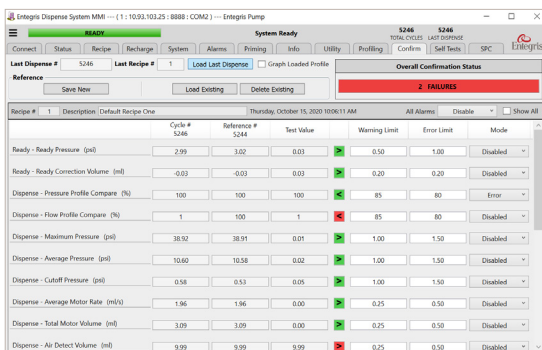 Entegris Dispense System MMI --- ( 1 : 10.93.103.25 : 8888 : COM2 ) --- Entegris Pump
READY
System Ready
5246 5246
TOTAL CYCLES LAST DISPENSE
Entegris
Connect Status Recipe Recharge System Alarms Priming Info Utility Profiling Confirm Self Tests SPC
Last Dispense # 5246 Last Recipe # 1 Load Last Dispense Graph Loaded Profile
Overall Confirmation Status
Reference
Save New Load Existing Delete Existing
2 FAILURES
Recipe # 1 Description Default Recipe One Thursday, October 15, 2020 10:06:11 AM All Alarms Disable Show All
Cycle # Reference # Test Value Warning Limit Error Limit Mode
5246 5244
Ready - Ready Pressure (psi) 2.99 3.02 0.03 > 0.50 1.00 Disabled
Ready - Ready Correction Volume (ml) -0.03 -0.03 0.03 > 0.20 0.20 Disabled
Dispense - Pressure Profile Compare (%) 100 100 100 < 85 80 Error
Dispense - Flow Profile Compare (%) 1 100 1 < 85 80 Disabled
Dispense - Maximum Pressure (psi) 38.92 38.91 0.01 > 1.00 1.50 Disabled
Dispense - Average Pressure (psi) 10.60 10.58 0.02 > 1.00 1.50 Disabled
Dispense - Cutoff Pressure (psi) 0.58 0.53 0.05 > 1.00 1.50 Disabled
Dispense - Average Motor Rate (ml/s) 1.96 1.96 0.00 > 0.25 0.50 Disabled
Dispense - Total Motor Volume (ml) 3.09 3.09 0.00 > 0.25 0.50 Disabled
Dispense - Air Detect Volume (ml) 9.99 9.99 9.99 > 0.25 0.50 Disabled